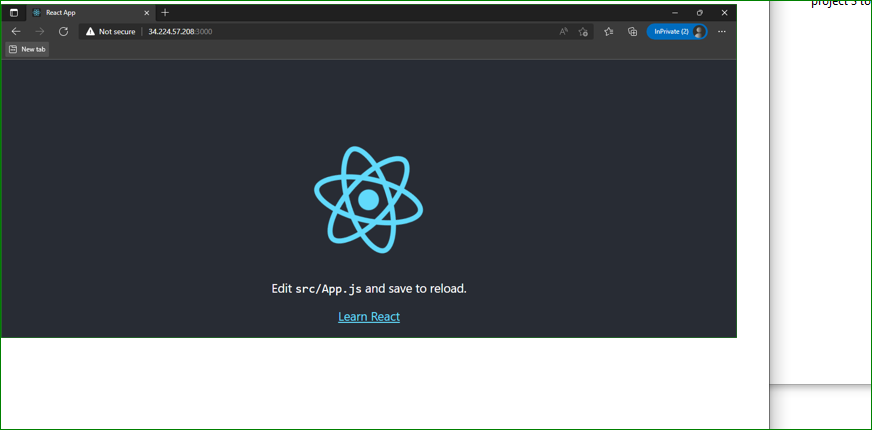 React App
Not secure
34.224.57.208:3000
InPrivate (2)
New tab
Edit src/App.js and save to reload.
Learn React
project 3 to